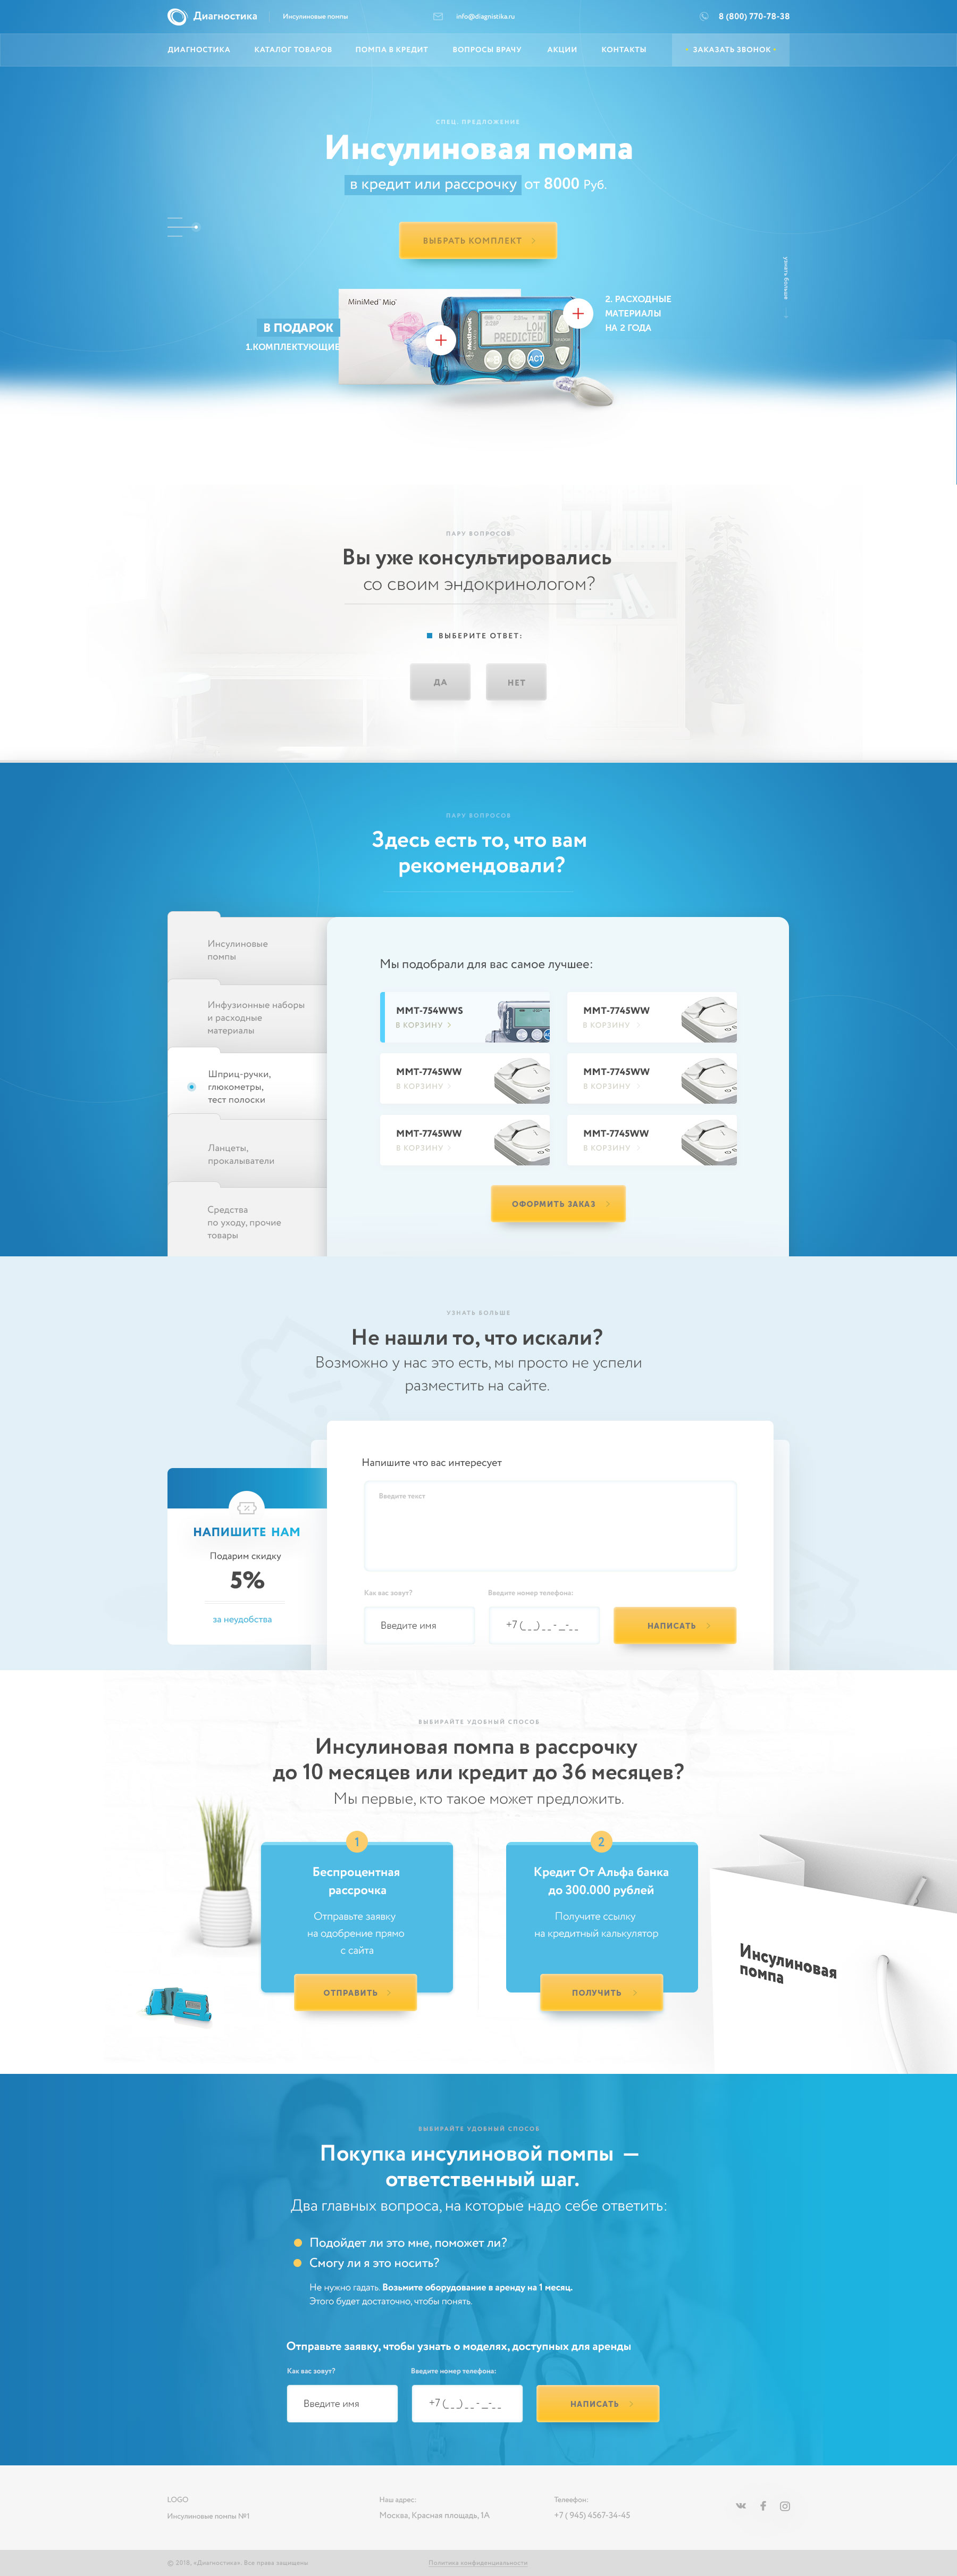 Диагностика
Инсулиновые помпы
info@diagnistika.ru
8 (800) 770-78-38
ДИАГНОСТИКА
КАТАЛОГ ТОВАРОВ
ПОМПА В КРЕДИТ
ВОПРОСЫ ВРАЧУ
АКЦИИ
КОНТАКТЫ
ЗАКАЗАТЬ ЗВОНОК
СПЕЦ. ПРЕДЛОЖЕНИЕ
Инсулиновая помпа
в кредит или рассрочку от 8000 Руб.
ВЫБРАТЬ КОМПЛЕКТ
узнать больше
MiniMed™ Mio™
Medtronic
LOW
PREDICTED
ACT
В ПОДАРОК
1.КОМПЛЕКТУЮЩИЕ
2. РАСХОДНЫЕ
МАТЕРИАЛЫ
НА 2 ГОДА
ПАРУ ВОПРОСОВ
Вы уже консультировались
со своим эндокринологом?
ВЫБЕРИТЕ ОТВЕТ:
ДА
НЕТ
ПАРУ ВОПРОСОВ
Здесь есть то, что вам
рекомендовали?
Инсулиновые
помпы
Инфузионные наборы
и расходные
материалы
Шприц-ручки,
глюкометры,
тест полоски
Ланцеты,
прокалыватели
Средства
по уходу, прочие
товары
Мы подобрали для вас самое лучшее:
ММТ-754WWS
В КОРЗИНУ
ММТ-7745WW
В КОРЗИНУ
ММТ-7745WW
В КОРЗИНУ
ММТ-7745WW
В КОРЗИНУ
ММТ-7745WW
В КОРЗИНУ
ММТ-7745WW
В КОРЗИНУ
ОФОРМИТЬ ЗАКАЗ
УЗНАТЬ БОЛЬШЕ
Не нашли то, что искали?
Возможно у нас это есть, мы просто не успели
разместить на сайте.
НАПИШИТЕ НАМ
Подарим скидку
5%
за неудобства
Напишите что вас интересует
Введите текст
Как вас зовут?
Введите номер телефона:
Введите имя
+7 (_ _ _) _ _ - _ _ - _ _
НАПИСАТЬ
ВЫБИРАЙТЕ УДОБНЫЙ СПОСОБ
Инсулиновая помпа в рассрочку
до 10 месяцев или кредит до 36 месяцев?
Мы первые, кто такое может предложить.
1
Беспроцентная
рассрочка
Отправьте заявку
на одобрение прямо
с сайта
ОТПРАВИТЬ
2
Кредит От Альфа банка
до 300.000 рублей
Получите ссылку
на кредитный калькулятор
ПОЛУЧИТЬ
Инсулиновая
помпа
ВЫБИРАЙТЕ УДОБНЫЙ СПОСОБ
Покупка инсулиновой помпы —
ответственный шаг.
Два главных вопроса, на которые надо себе ответить:
Подойдет ли это мне, поможет ли?
Смогу ли я это носить?
Не нужно гадать. Возьмите оборудование в аренду на 1 месяц.
Этого будет достаточно, чтобы понять.
Отправьте заявку, чтобы узнать о моделях, доступных для аренды
Как вас зовут?
Введите номер телефона:
Введите имя
+7 (_ _ _) _ _ - _ _ - _ _
НАПИСАТЬ
LOGO
Инсулиновые помпы №1
Наш адрес:
Москва, Красная площадь, 1А
Телеефон:
+7 ( 945) 4567-34-45
© 2018, «Диагностика». Все права защищены
Политика конфиденциальности